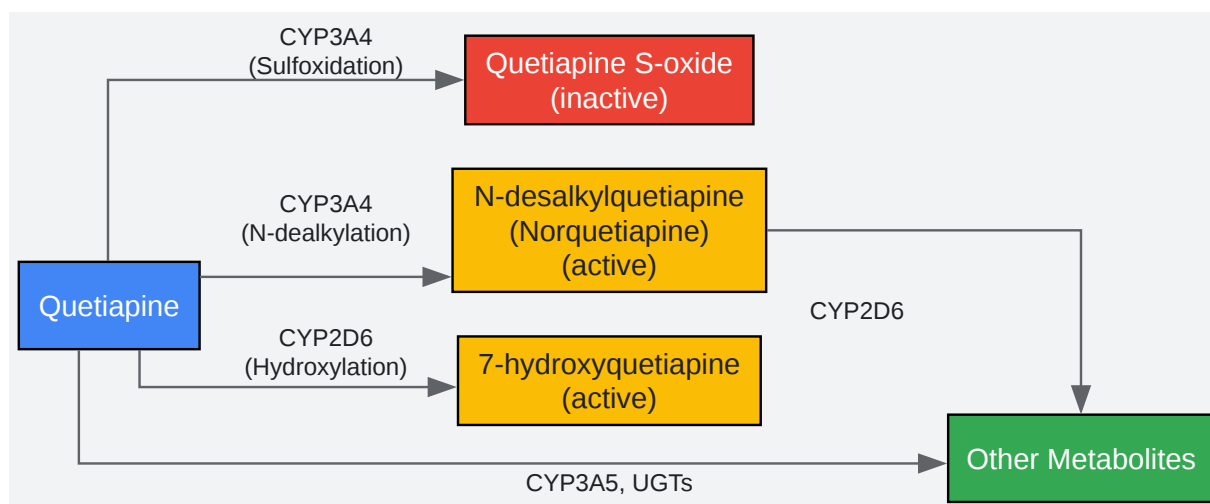 CYP3A4
(Sulfoxidation)
Quetiapine S-oxide
(inactive)
CYP3A4
(N-dealkylation)
N-desalkylquetiapine
(Norquetiapine)
(active)
Quetiapine
CYP2D6
CYP2D6
(Hydroxylation)
7-hydroxyquetiapine
(active)
Other Metabolites
CYP3A5, UGTs